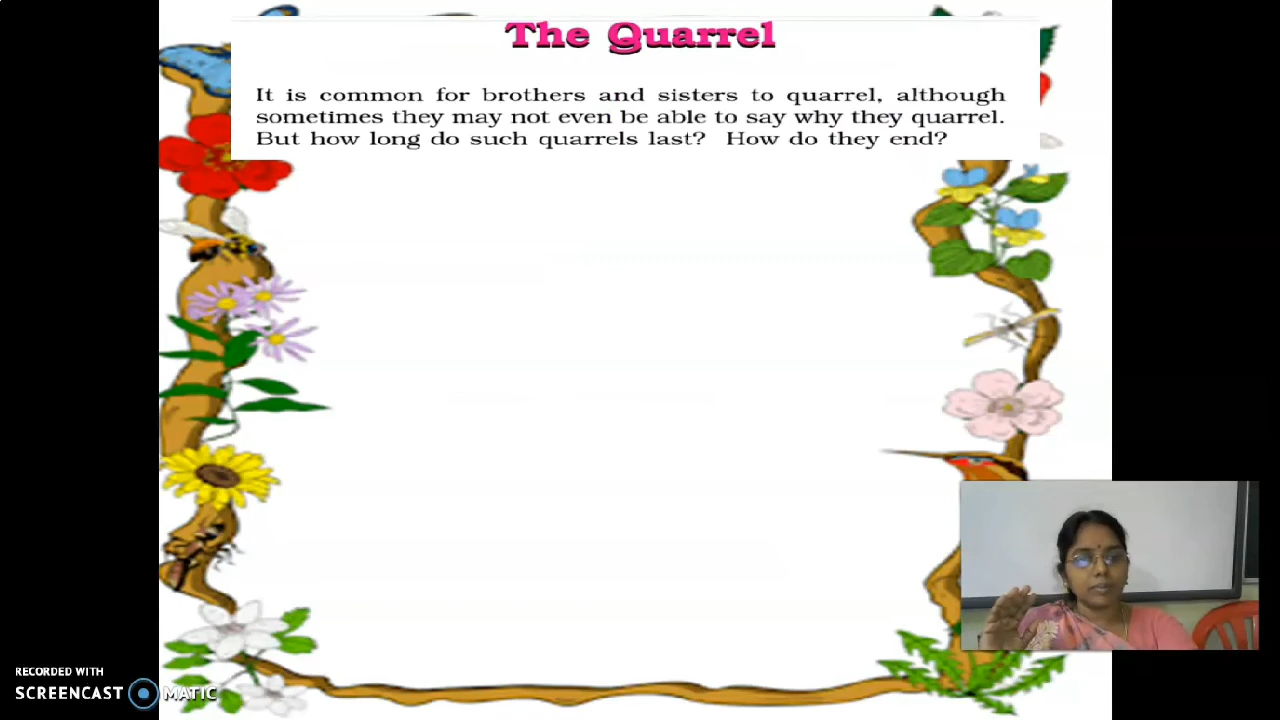 The Quarrel
It is common for brothers and sisters to quarrel, although
sometimes they may not even be able to say why they quarrel.
But how long do such quarrels last? How do they end?
RECORDED WITH
SCREENCAST MATIC